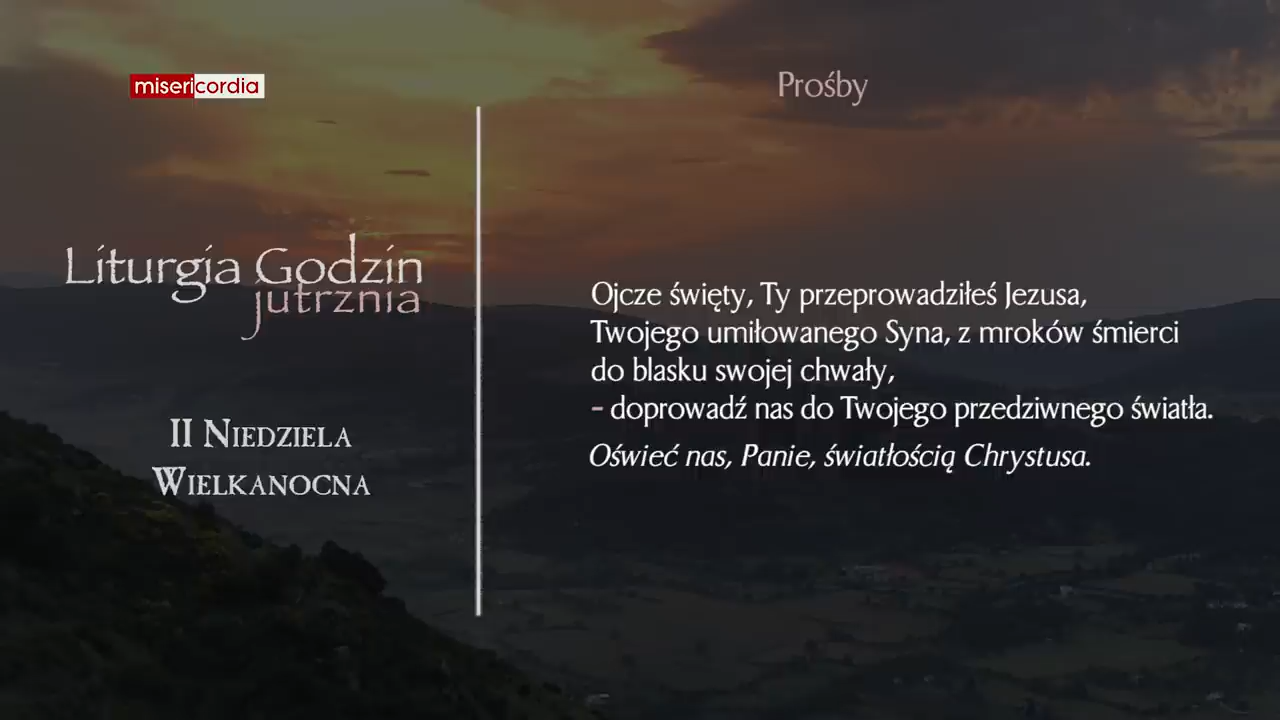 misericordia
Liturgia Godzin
jutrznia
II Niedziela
Wielkanocna
Prośby
Ojcze święty, Ty przeprowadziłeś Jezusa,
Twojego umiłowanego Syna, z mroków śmierci
do blasku swojej chwały,
- doprowadź nas do Twojego przedziwnego światła.
Oświeć nas, Panie, światłością Chrystusa.